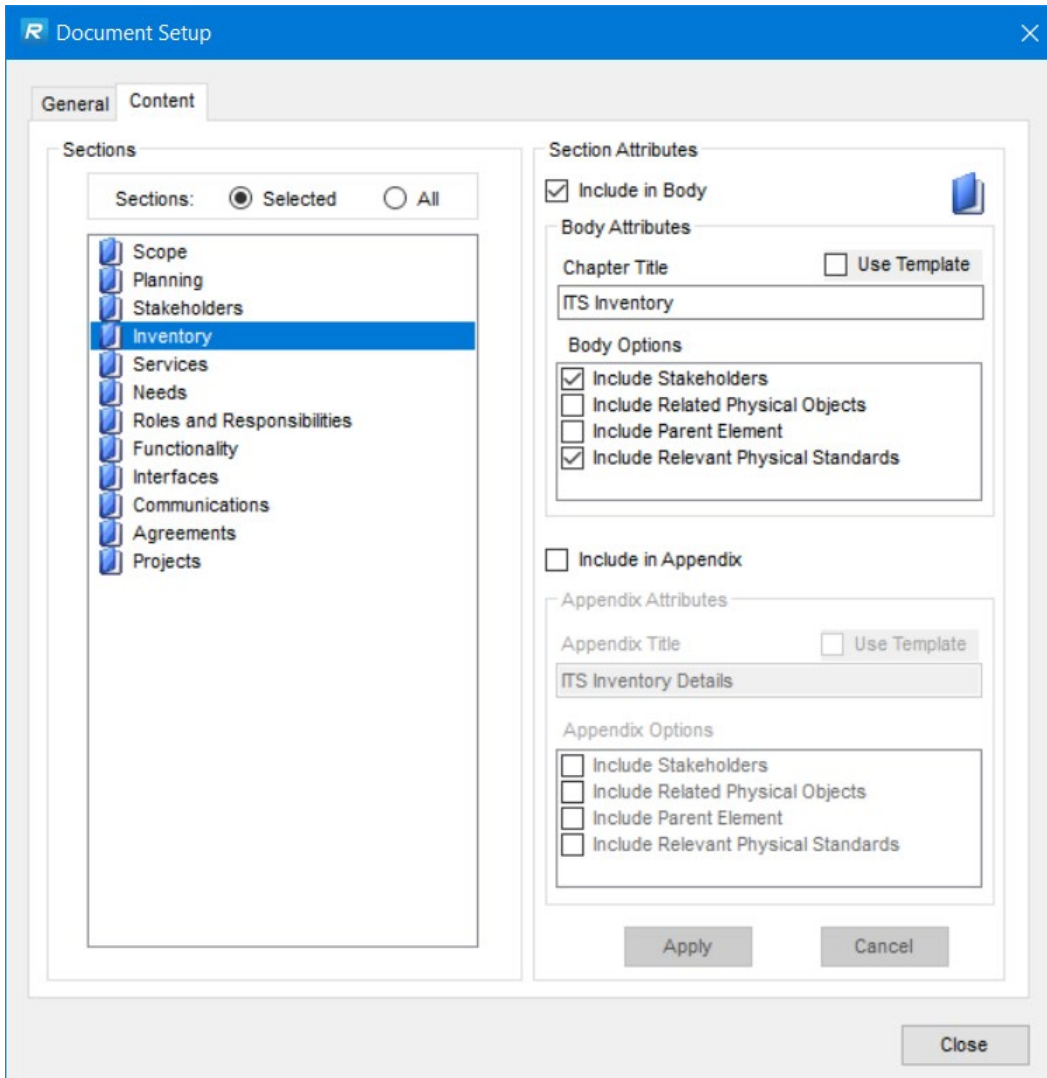 R Document Setup
General Content
Sections
Sections: Selected All
Scope
Planning
Stakeholders
Inventory
Services
Needs
Roles and Responsibilities
Functionality
Interfaces
Communications
Agreements
Projects
Section Attributes
Include in Body
Body Attributes
Chapter Title Use Template
ITS Inventory
Body Options
Include Stakeholders
Include Related Physical Objects
Include Parent Element
Include Relevant Physical Standards
Include in Appendix
Appendix Attributes
Appendix Title Use Template
ITS Inventory Details
Appendix Options
Include Stakeholders
Include Related Physical Objects
Include Parent Element
Include Relevant Physical Standards
Apply Cancel
Close